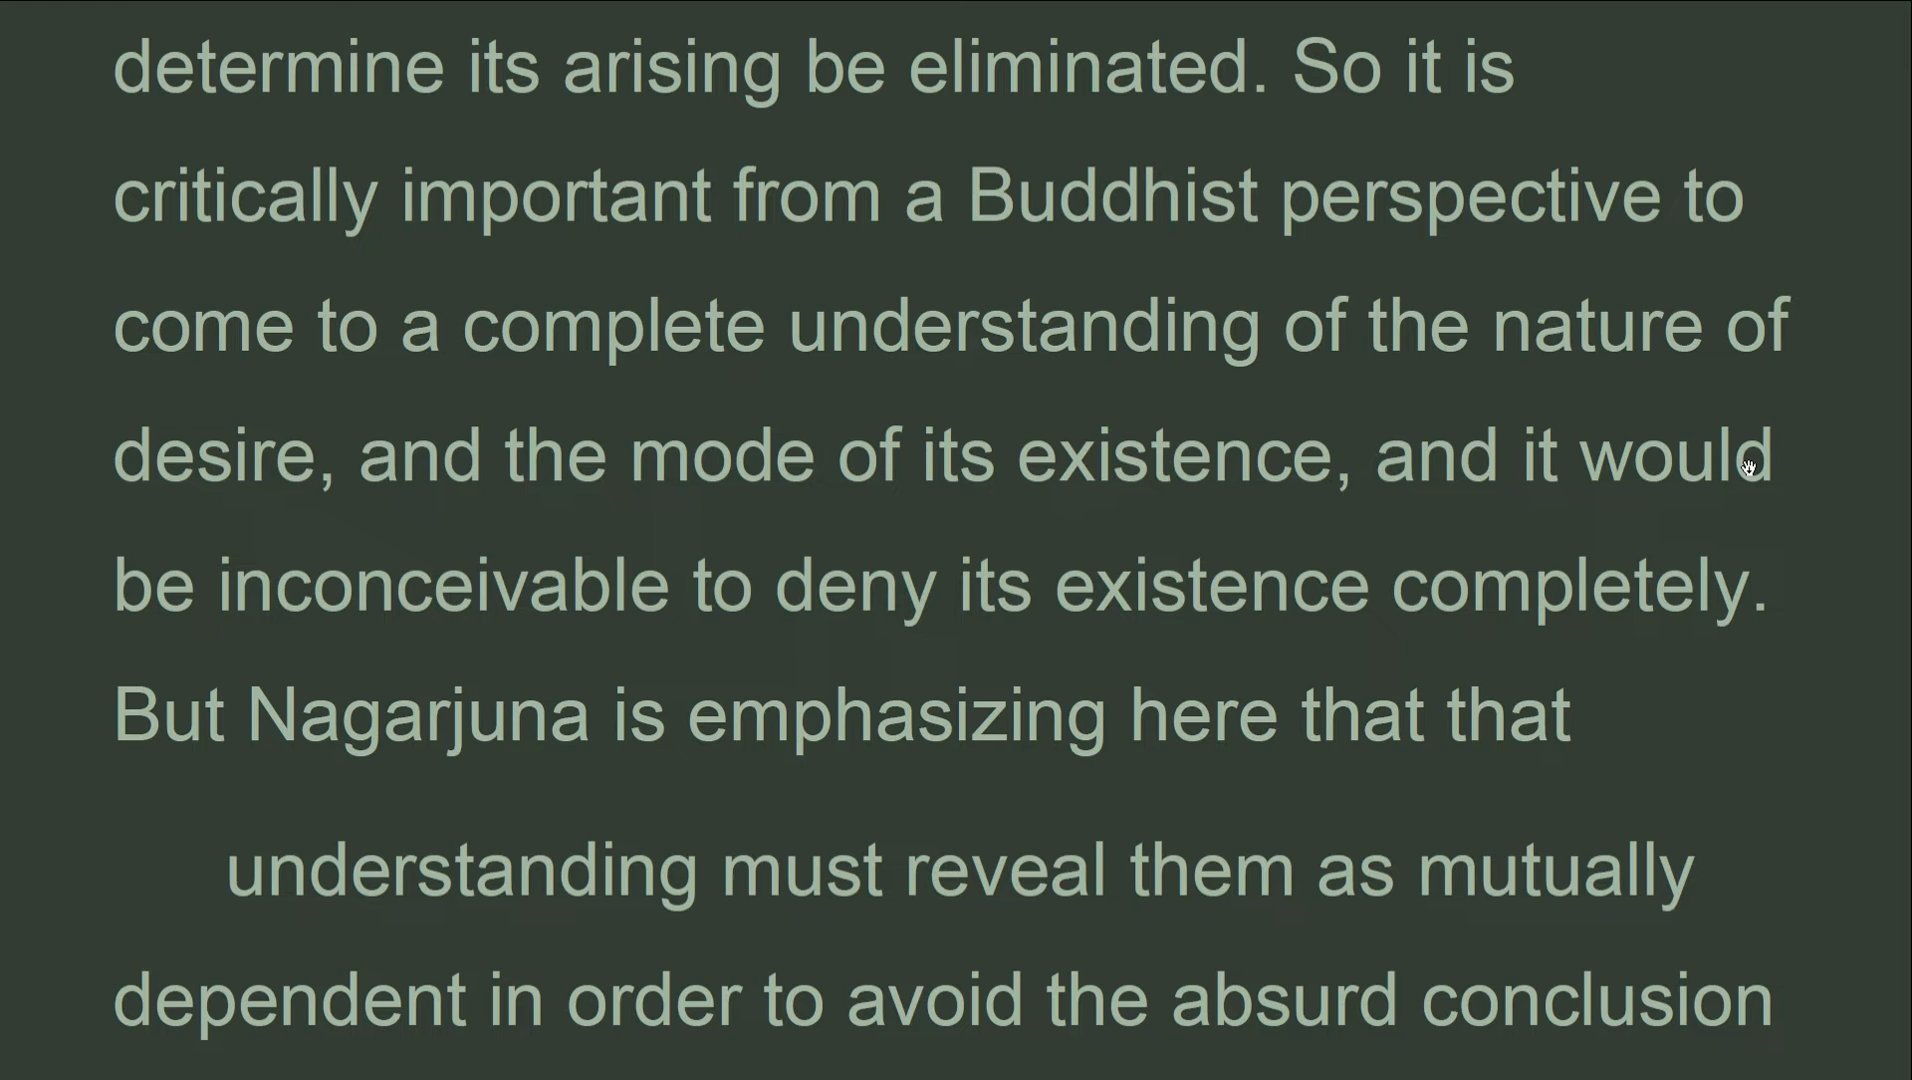 determine its arising be eliminated. So it is
critically important from a Buddhist perspective to
come to a complete understanding of the nature of
desire, and the mode of its existence, and it would
be inconceivable to deny its existence completely.
But Nagarjuna is emphasizing here that that
understanding must reveal them as mutually
dependent in order to avoid the absurd conclusion